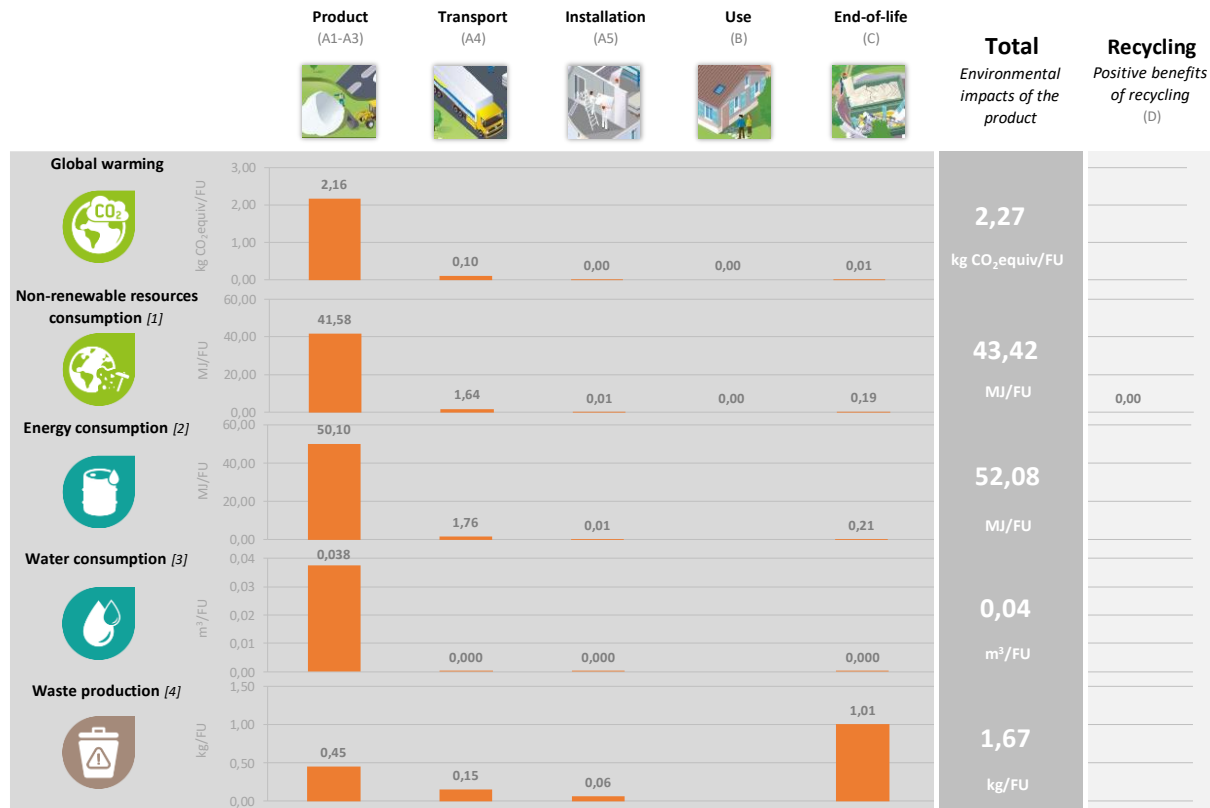 Product
(A1-A3)
Transport
(A4)
Installation
(A5)
Use
(B)
End-of-life
(C)
Total
Environmental
impacts of the
product
Recycling
Positive benefits
of recycling
(D)
Global warming
CO2
kg CO2equiv/FU
3,00
2,00
1,00
0,00
2,16
0,10
0,00
0,00
0,01
2,27
kg CO2equiv/FU
Non-renewable resources
consumption [1]
MJ/FU
60,00
40,00
20,00
0,00
41,58
1,64
0,01
0,00
0,19
43,42
MJ/FU
0,00
Energy consumption [2]
MJ/FU
60,00
40,00
20,00
0,00
50,10
1,76
0,01
0,21
52,08
MJ/FU
Water consumption [3]
m³/FU
0,04
0,03
0,02
0,01
0,00
0,038
0,000
0,000
0,000
0,04
m³/FU
Waste production [4]
kg/FU
1,50
1,00
0,50
0,00
0,45
0,15
0,06
1,01
1,67
kg/FU